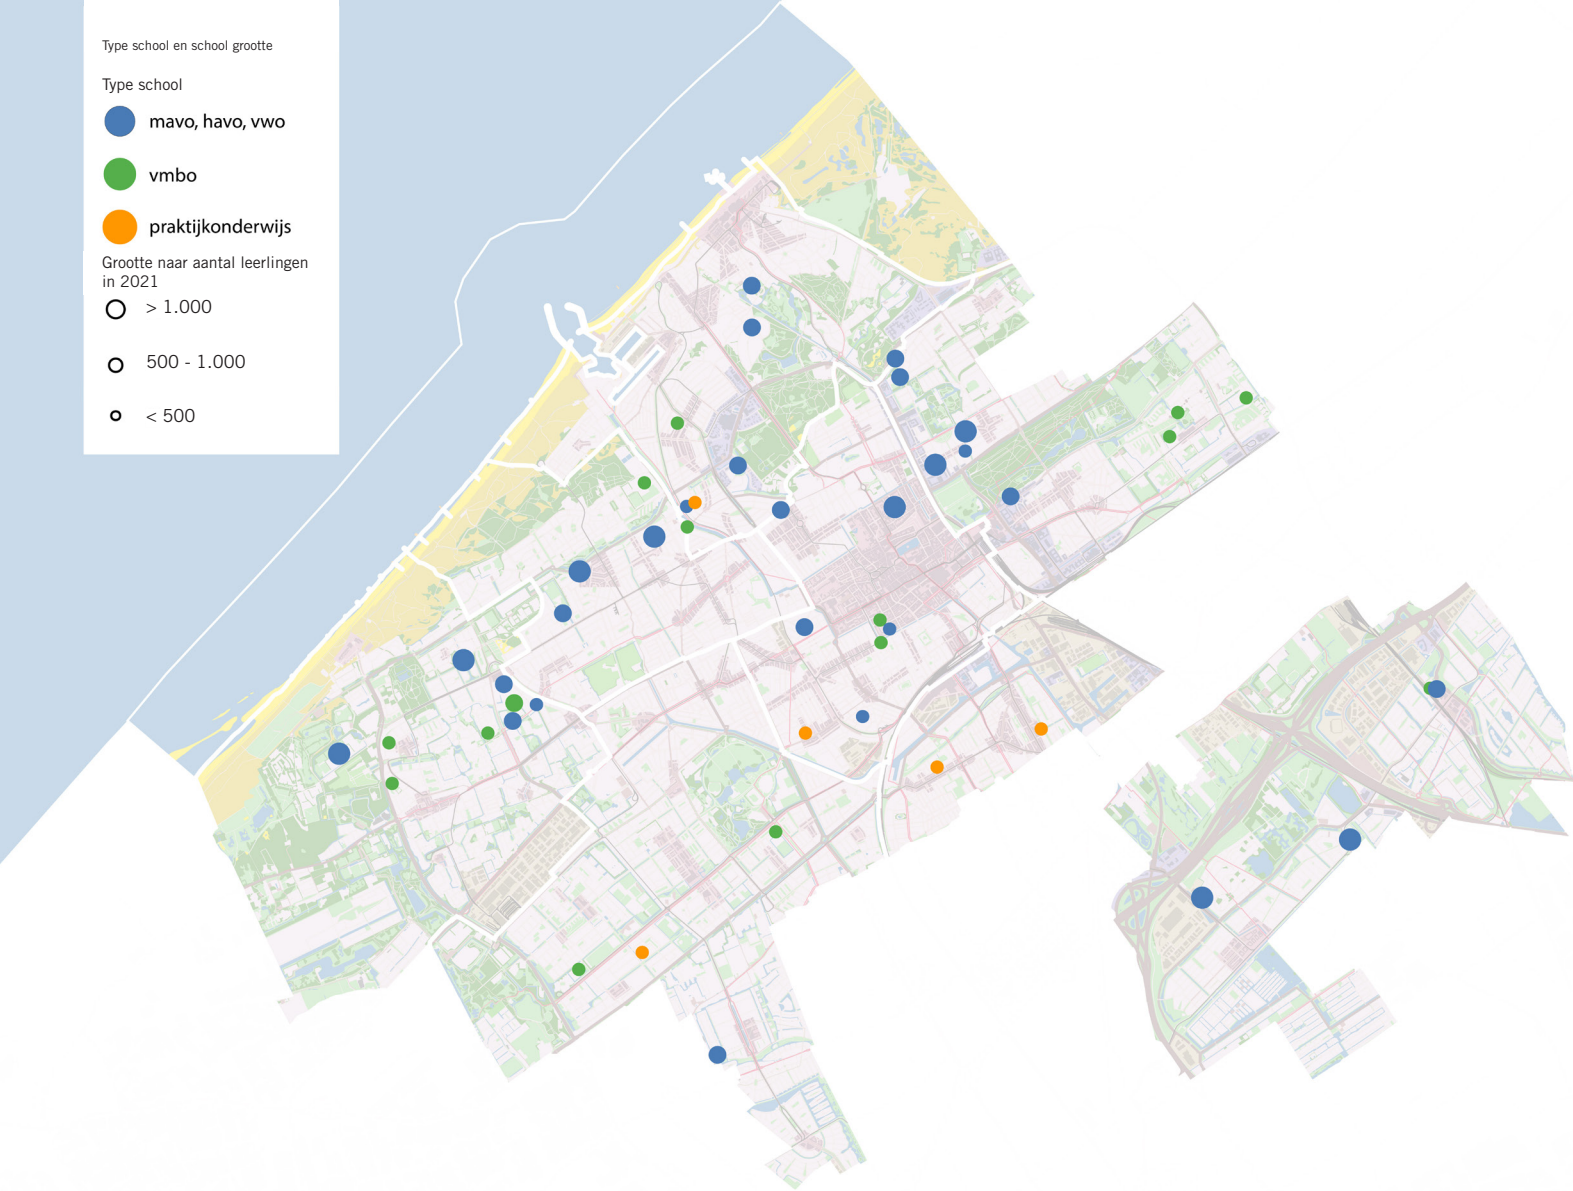 Type school en school grootte
Type school
mavo, havo, vwo
vmbo
praktijkonderwijs
Grootte naar aantal leerlingen
in 2021
> 1.000
500 - 1.000
< 500